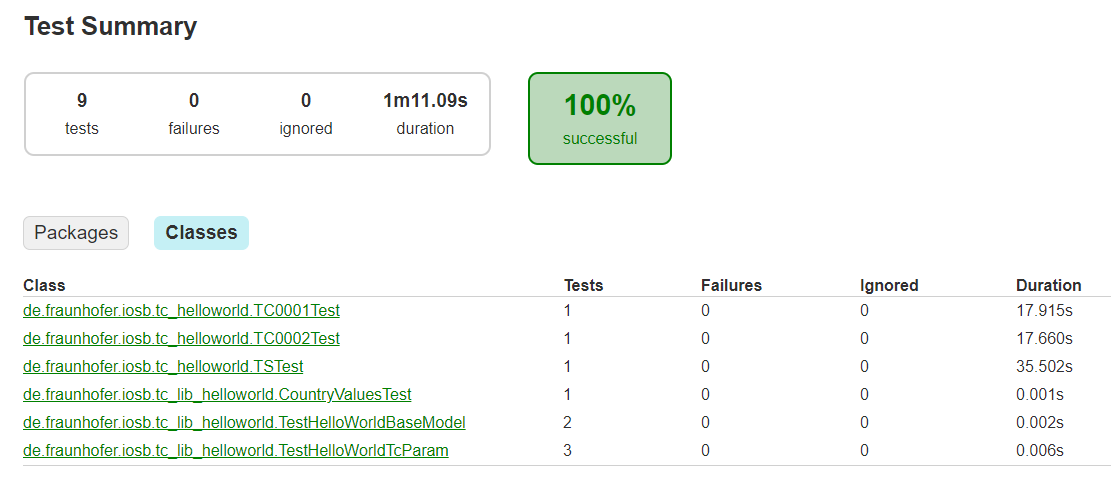 Test Summary
9 0 0 1m11.09s
tests failures ignored duration
100%
successful
Packages Classes
Class Tests Failures Ignored Duration
de.fraunhofer.iosb.tc_helloworld.TC0001Test 1 0 0 17.915s
de.fraunhofer.iosb.tc_helloworld.TC0002Test 1 0 0 17.660s
de.fraunhofer.iosb.tc_helloworld.TSTest 1 0 0 35.502s
de.fraunhofer.iosb.tc_lib_helloworld.CountryValuesTest 1 0 0 0.001s
de.fraunhofer.iosb.tc_lib_helloworld.TestHelloWorldBaseModel 2 0 0 0.002s
de.fraunhofer.iosb.tc_lib_helloworld.TestHelloWorldTcParam 3 0 0 0.006s